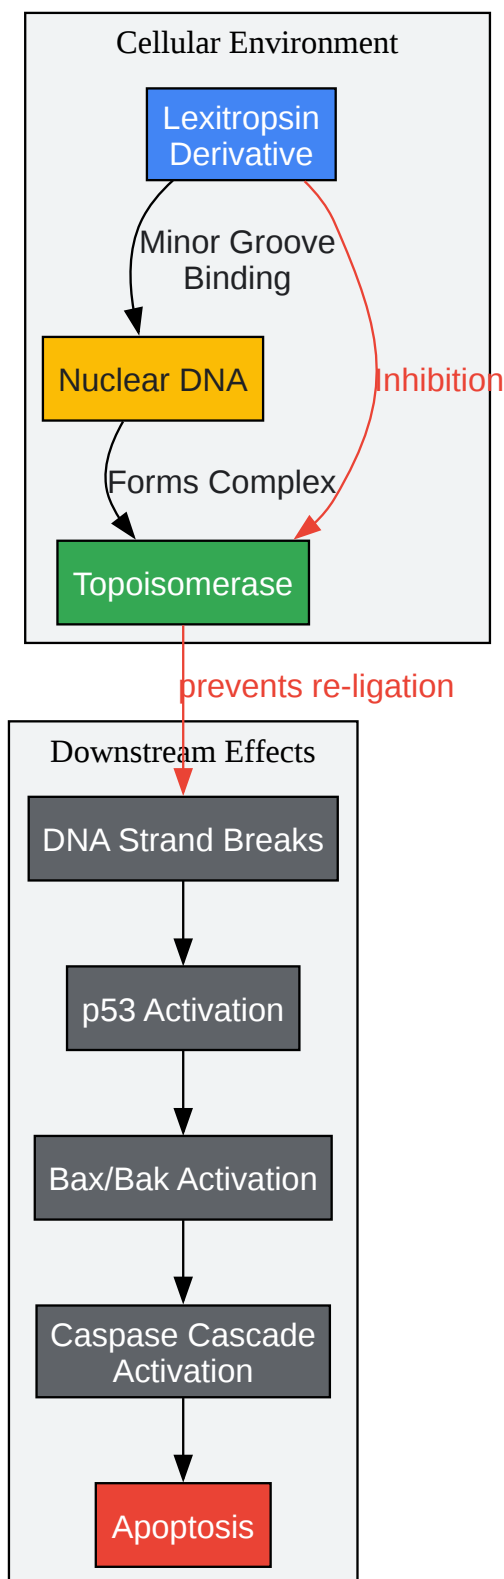 Cellular Environment
Lexitropsin
Derivative
Minor Groove
Binding
Nuclear DNA
Inhibition
Forms Complex
Topoisomerase
prevents re-ligation
Downstream Effects
DNA Strand Breaks
p53 Activation
Bax/Bak Activation
Caspase Cascade
Activation
Apoptosis